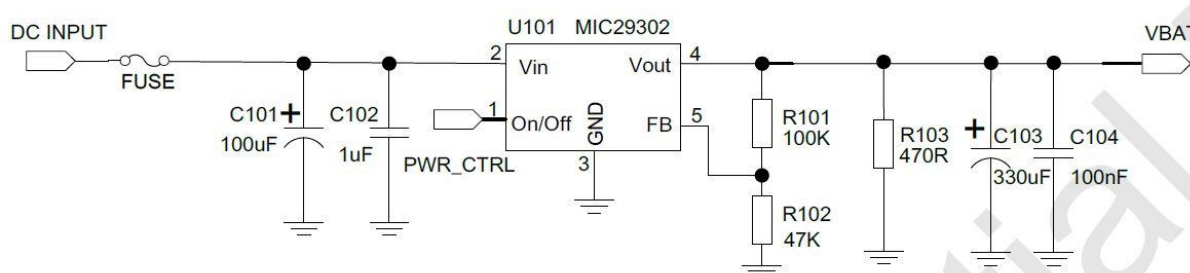 DC INPUT
FUSE
C101
100uF
+
C102
1uF
PWR_CTRL
U101 MIC29302
2
Vin
1
On/Off
GND
3
Vout
4
FB
5
R101
100K
R102
47K
R103
470R
+
C103
330uF
C104
100nF
VBAT